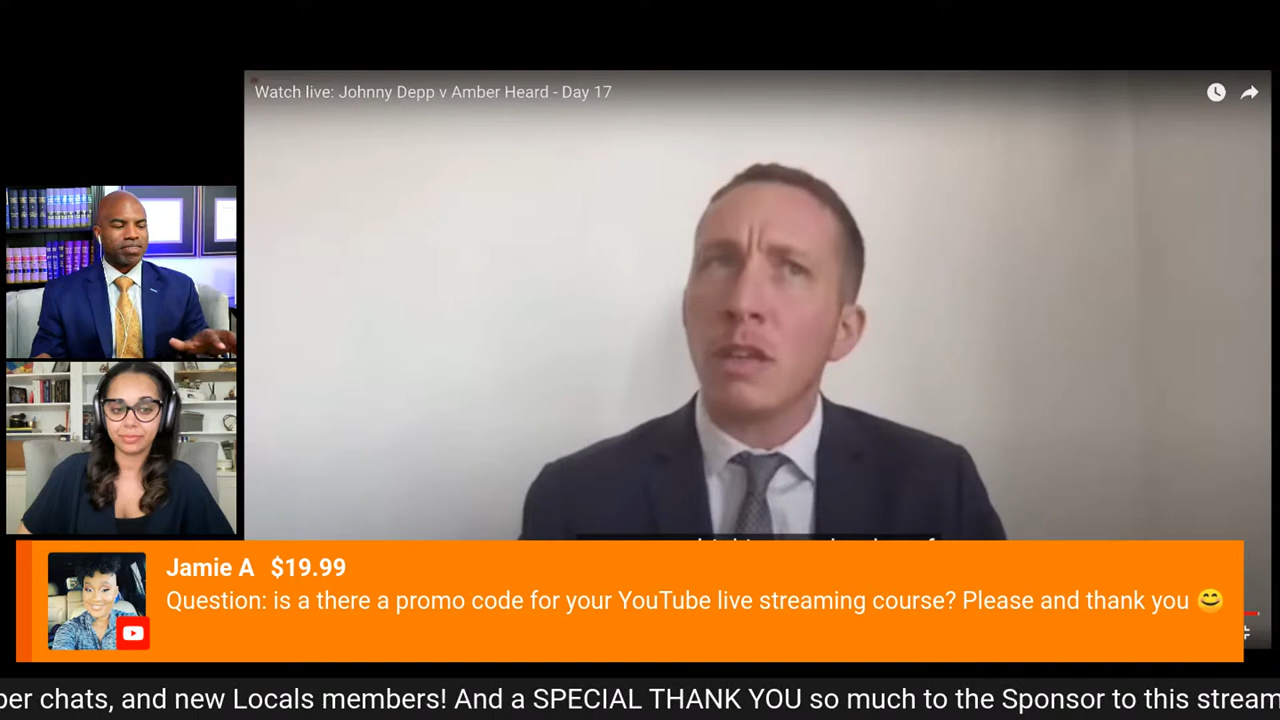 Watch live: Johnny Depp v Amber Heard - Day 17
Jamie A $19.99
Question: is a there a promo code for your YouTube live streaming course? Please and thank you 😊
per chats, and new Locals members! And a SPECIAL THANK YOU so much to the Sponsor to this stream